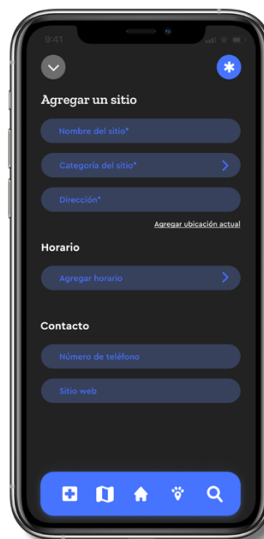 9:41
Agregar un sitio
Nombre del sitio*
Categoría del sitio*
Dirección*
Agregar ubicación actual
Horario
Agregar horario
Contacto
Número de teléfono
Sitio web